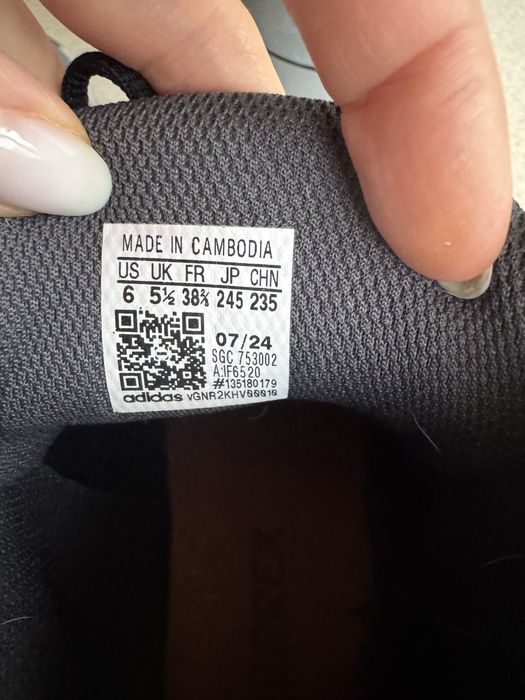 MADE IN CAMBODIA
US UK FR JP CHN
6 5½ 38⅔ 245 235
07/24
SGC 753002
A:IF6520
#135180179
adidas vGNR2KHV00010